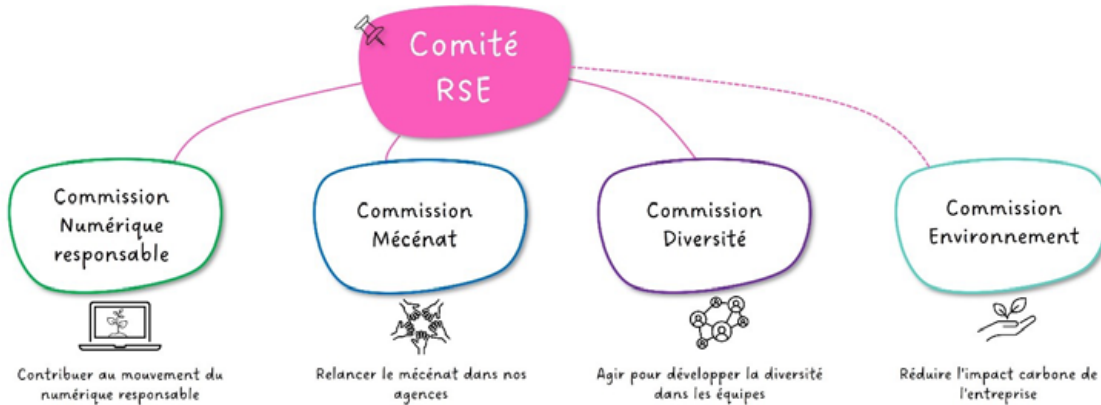 Comité
RSE
Commission
Numérique
responsable
Commission
Mécénat
Commission
Diversité
Commission
Environnement
Contribuer au mouvement du
numérique responsable
Relancer le mécénat dans nos
agences
Agir pour développer la diversité
dans les équipes
Réduire l'impact carbone de
l'entreprise